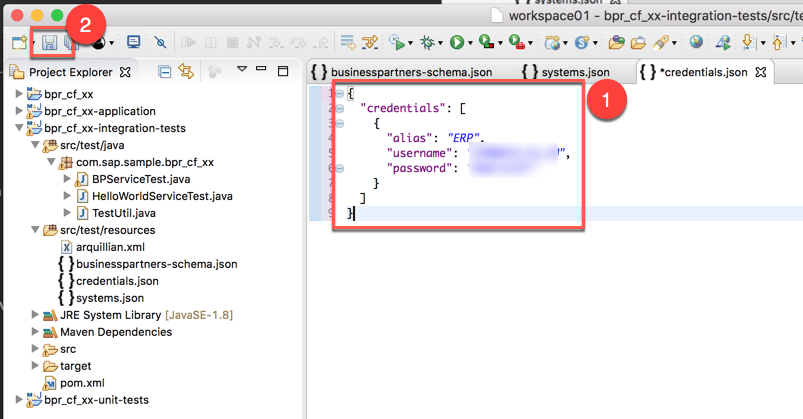 systems.json
workspace01 - bpr_cf_xx-integration-tests/src/te
2
Project Explorer
businesspartners-schema.json
systems.json
*credentials.json
bpr_cf_xx
bpr_cf_xx-application
bpr_cf_xx-integration-tests
src/test/java
com.sap.sample.bpr_cf_xx
BPServiceTest.java
HelloWorldServiceTest.java
TestUtil.java
src/test/resources
arquillian.xml
{ }businesspartners-schema.json
{ }credentials.json
{ }systems.json
JRE System Library [JavaSE-1.8]
Maven Dependencies
src
target
pom.xml
bpr_cf_xx-unit-tests
1
1 {
2 "credentials": [
3 {
4 "alias": "ERP",
5 "username": "
",
6 "password": "
7 }
8 ]
9 }